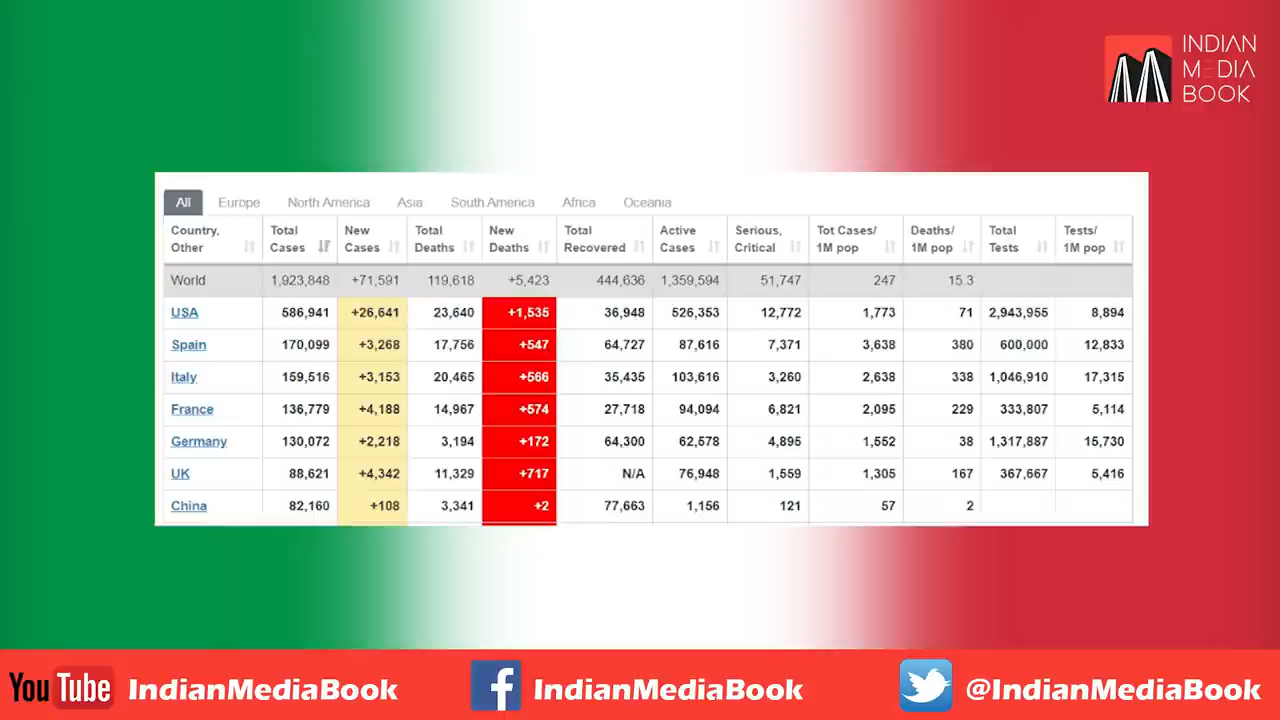 INDIAN
MEDIA
BOOK
All Europe North America Asia South America Africa Oceania
Country, Other Total Cases New Cases Total Deaths New Deaths Total Recovered Active Cases Serious, Critical Tot Cases/ 1M pop Deaths/ 1M pop Total Tests Tests/ 1M pop
World 1,923,848 +71,591 119,618 +5,423 444,636 1,359,594 51,747 247 15.3
USA 586,941 +26,641 23,640 +1,535 36,948 526,353 12,772 1,773 71 2,943,955 8,894
Spain 170,099 +3,268 17,756 +547 64,727 87,616 7,371 3,638 380 600,000 12,833
Italy 159,516 +3,153 20,465 +566 35,435 103,616 3,260 2,638 338 1,046,910 17,315
France 136,779 +4,188 14,967 +574 27,718 94,094 6,821 2,095 229 333,807 5,114
Germany 130,072 +2,218 3,194 +172 64,300 62,578 4,895 1,552 38 1,317,887 15,730
UK 88,621 +4,342 11,329 +717 N/A 76,948 1,559 1,305 167 367,667 5,416
China 82,160 +108 3,341 +2 77,663 1,156 121 57 2
YouTube IndianMediaBook f IndianMediaBook @IndianMediaBook